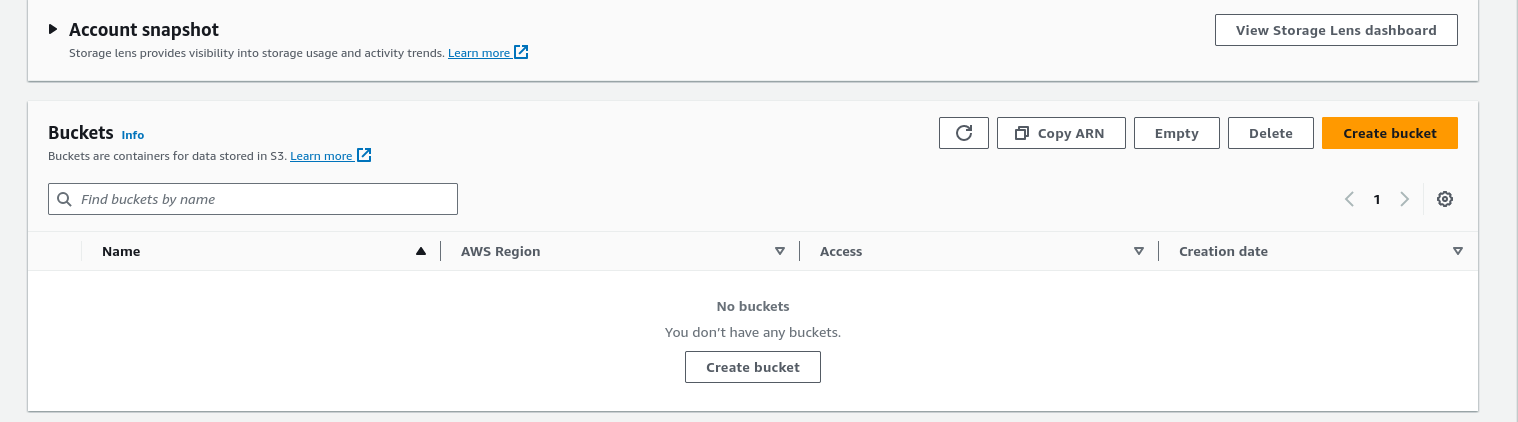 Account snapshot
View Storage Lens dashboard
Storage lens provides visibility into storage usage and activity trends. Learn more
Buckets Info
Copy ARN Empty Delete Create bucket
Buckets are containers for data stored in S3. Learn more
Find buckets by name
1
Name AWS Region Access Creation date
No buckets
You don't have any buckets.
Create bucket